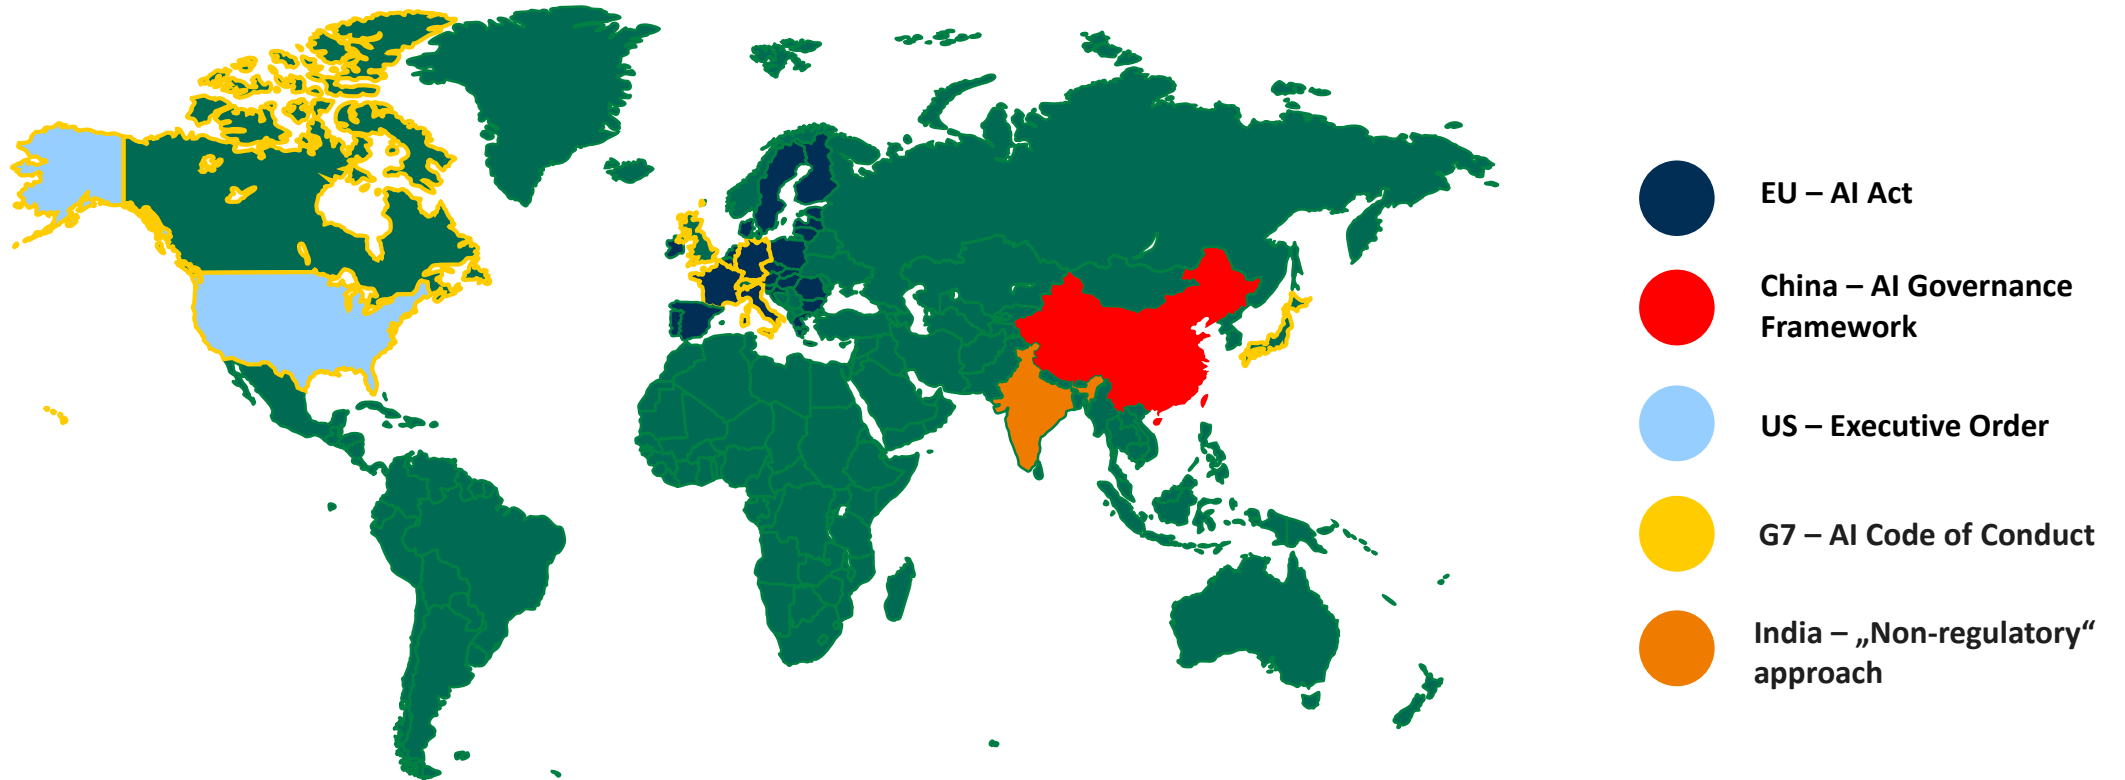 EU – AI Act
China – AI Governance
Framework
US – Executive Order
G7 – AI Code of Conduct
India – „Non-regulatory“
approach